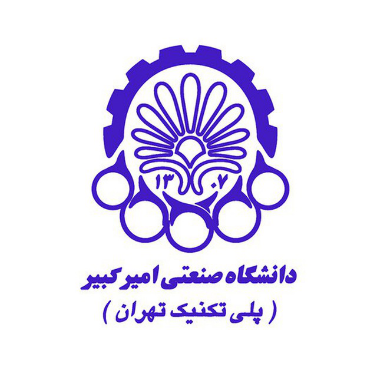 ۱۳۰۷
دانشگاه صنعتی امیرکبیر
( پلی تکنیک تهران )